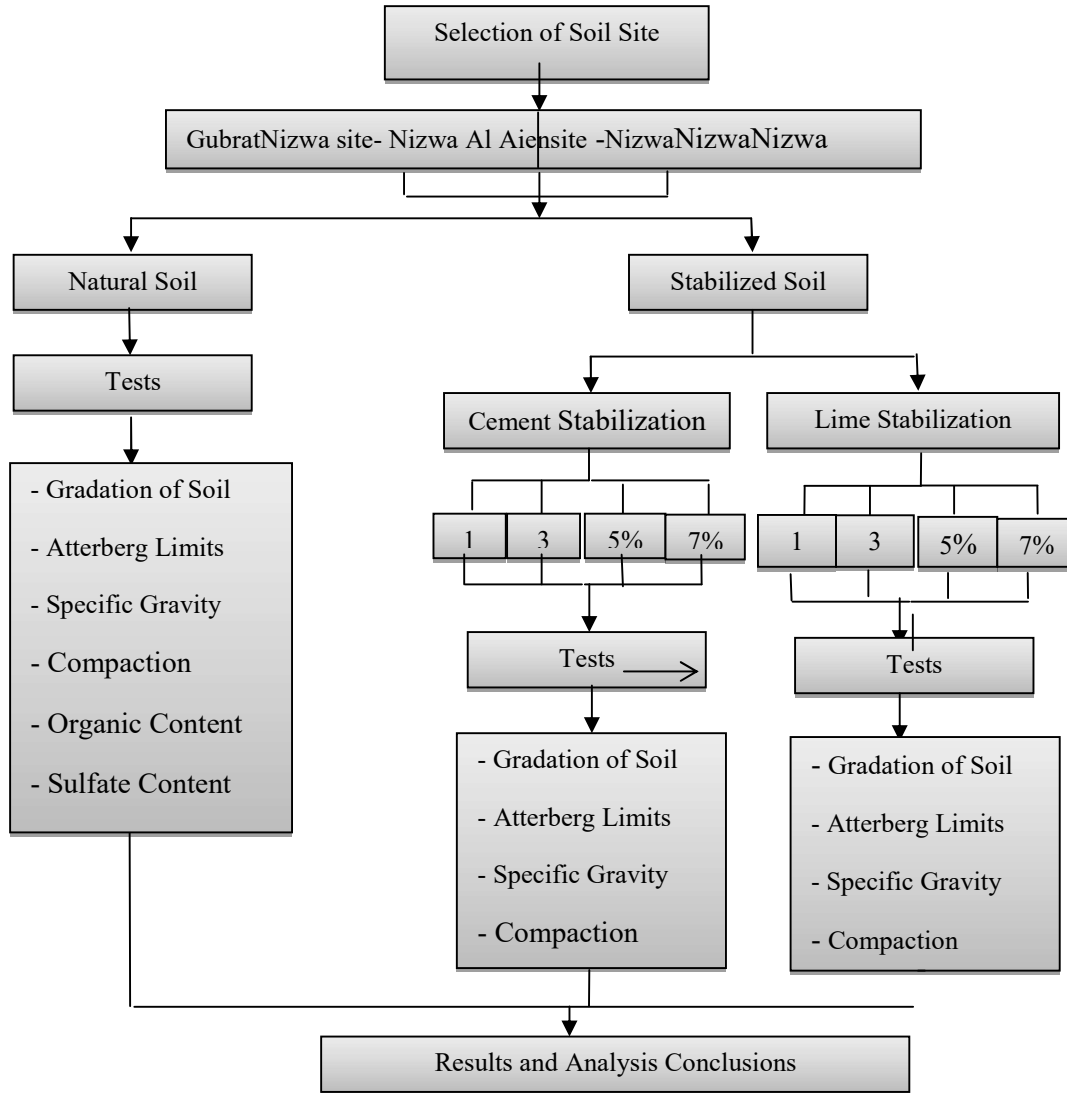 Selection of Soil Site
GubratNizwa site- Nizwa Al Aiensite -NizwaNizwaNizwa
Natural Soil
Stabilized Soil
Tests
Cement Stabilization
Lime Stabilization
- Gradation of Soil
- Atterberg Limits
- Specific Gravity
- Compaction
- Organic Content
- Sulfate Content
1
3
5%
7%
1
3
5%
7%
Tests
Tests
- Gradation of Soil
- Atterberg Limits
- Specific Gravity
- Compaction
- Gradation of Soil
- Atterberg Limits
- Specific Gravity
- Compaction
Results and Analysis Conclusions